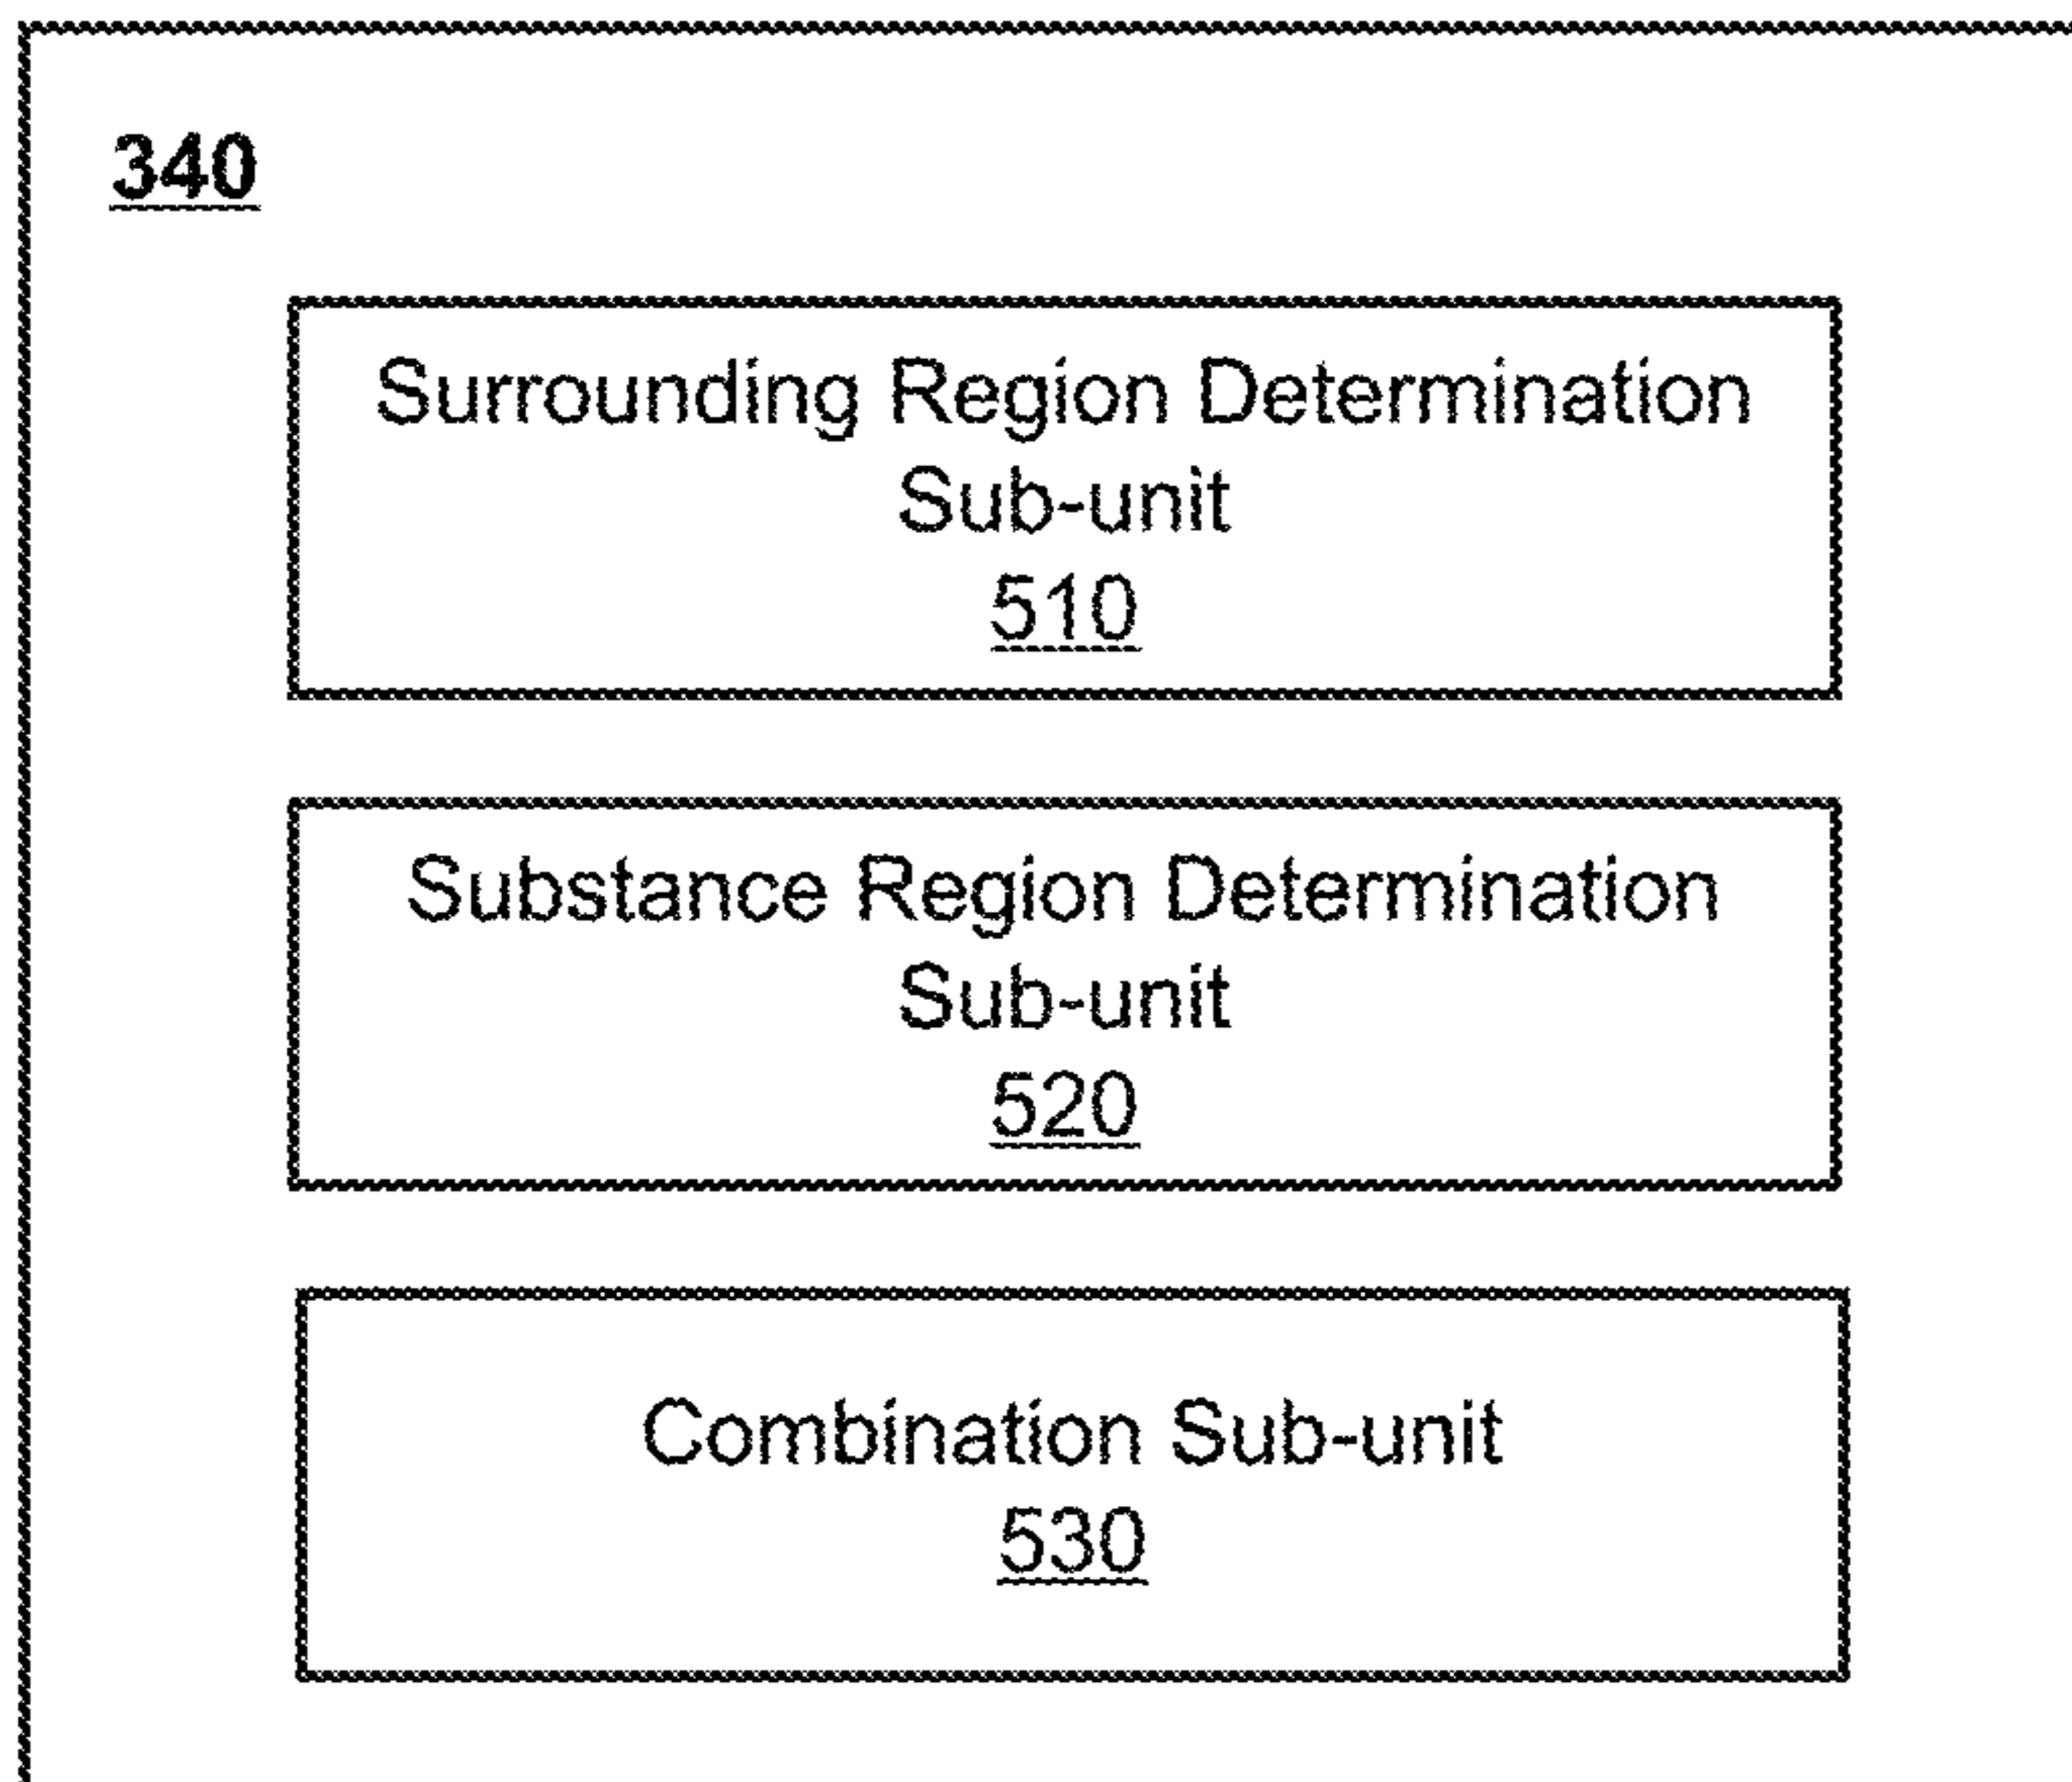 340
Surrounding Region Determination
Sub-unit
510
Substance Region Determination
Sub-unit
520
Combination Sub-unit
530